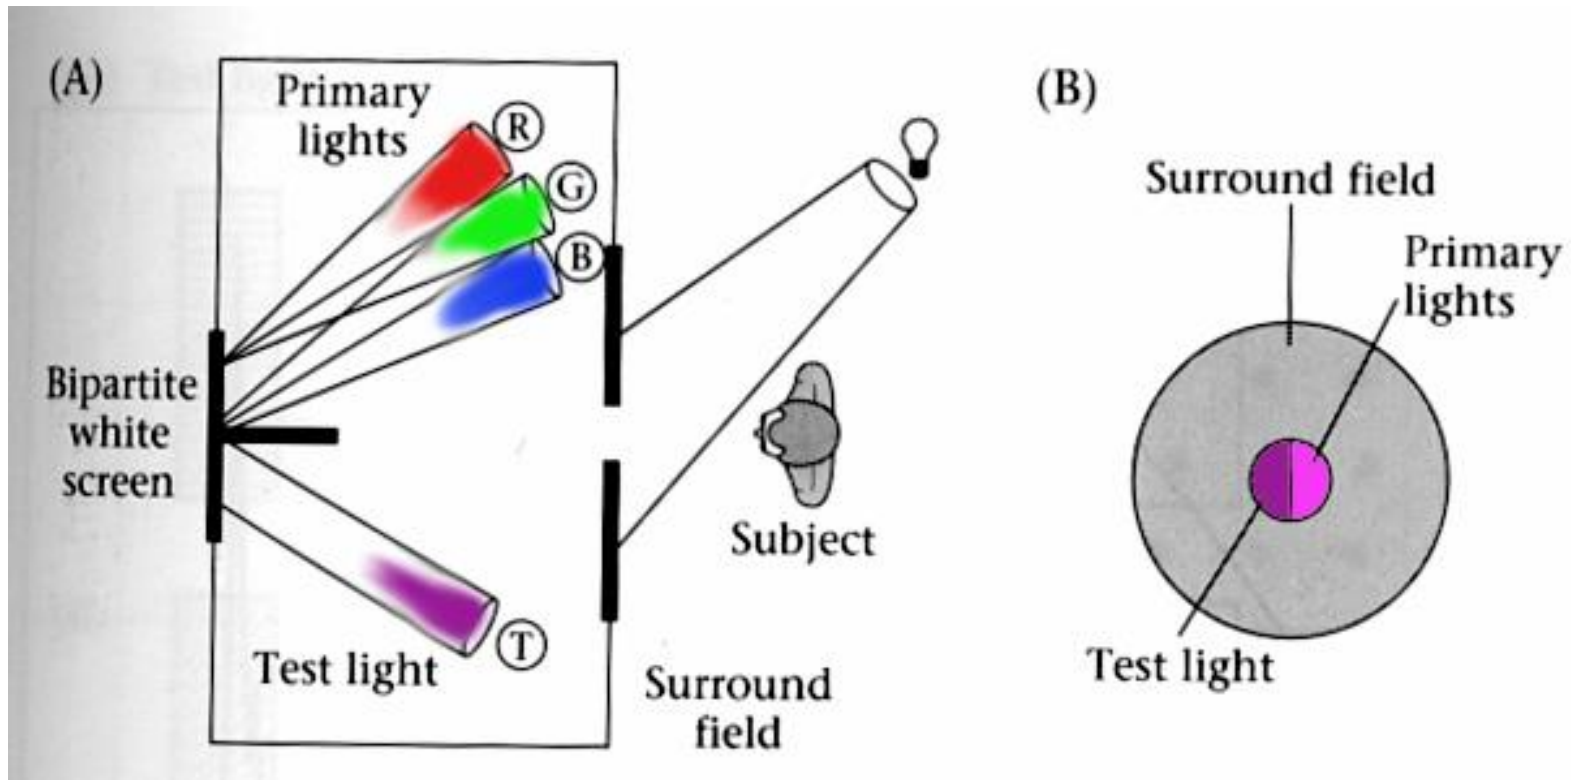 (A)
Primary
lights
R
G
B
Bipartite
white
screen
T
Test light
Subject
Surround
field
(B)
Surround field
Primary
lights
Test light